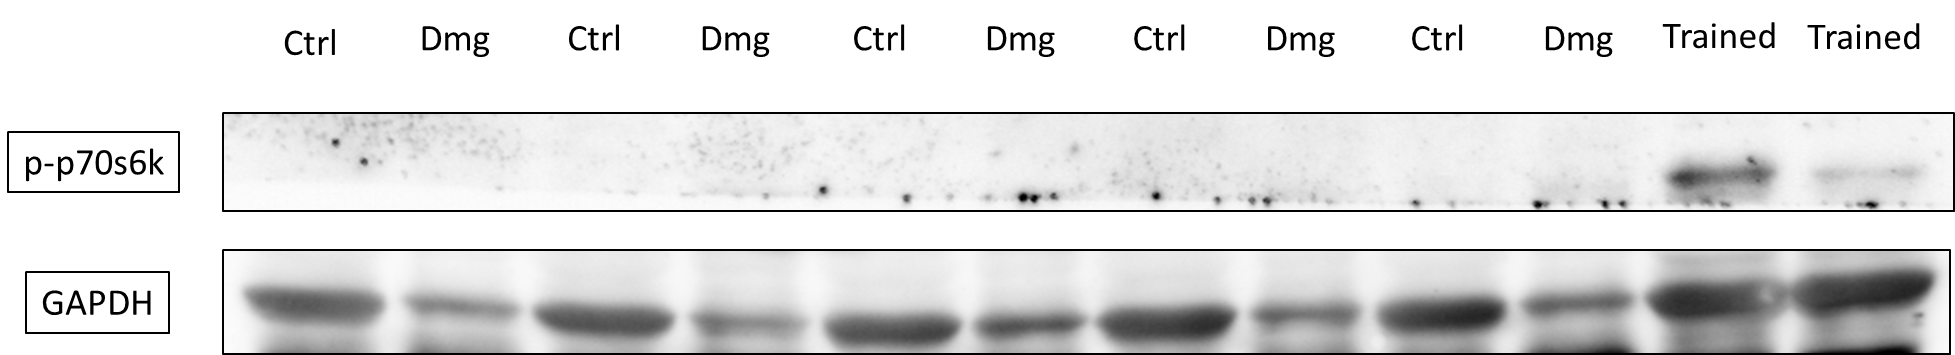 Ctrl Dmg Ctrl Dmg Ctrl Dmg Ctrl Dmg Ctrl Dmg Trained Trained
p-p70s6k
GAPDH